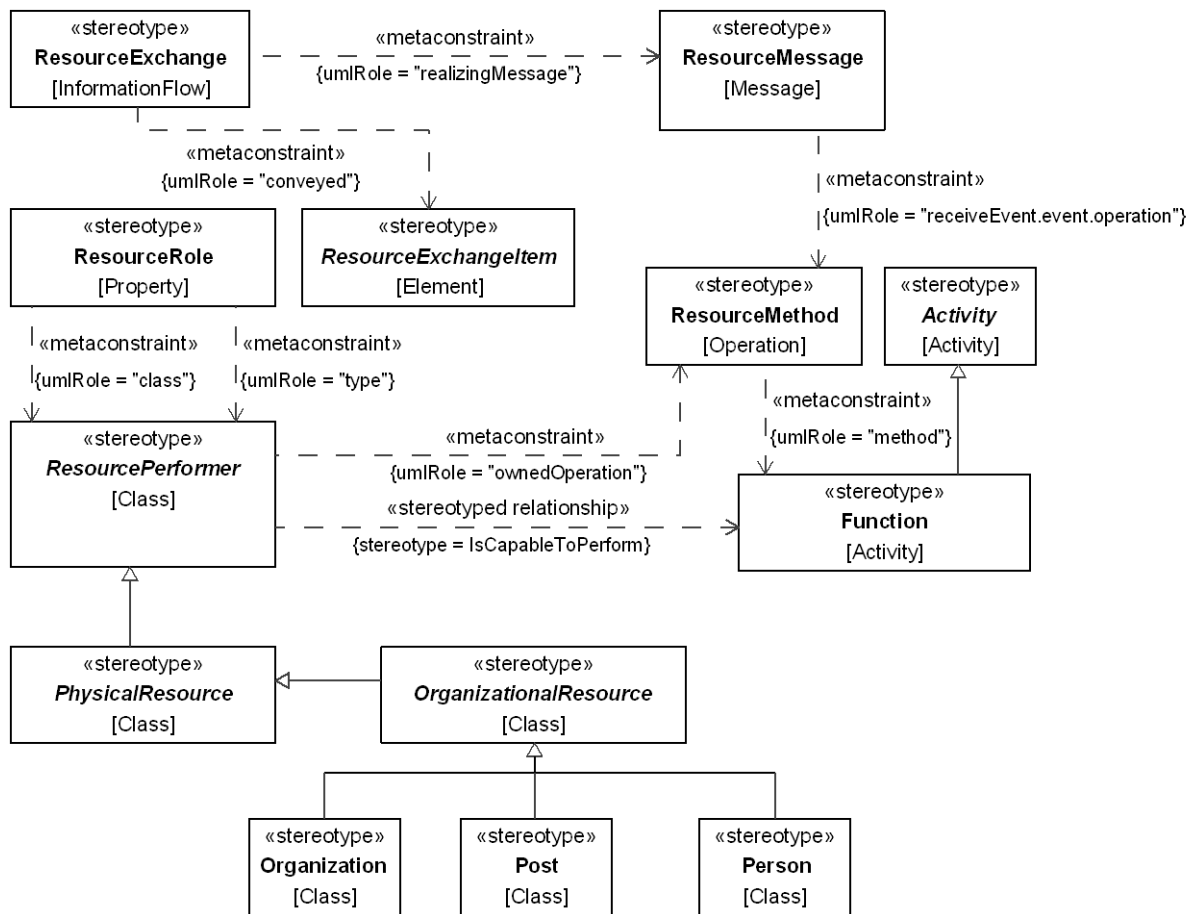 «stereotype»
ResourceExchange
[InformationFlow]
«metaconstraint»
{umlRole = "realizingMessage"}
«stereotype»
ResourceMessage
[Message]
«metaconstraint»
{umlRole = "conveyed"}
«metaconstraint»
{umlRole = "receiveEvent.event.operation"}
«stereotype»
ResourceRole
[Property]
«stereotype»
ResourceExchangeItem
[Element]
«stereotype»
ResourceMethod
[Operation]
«stereotype»
Activity
[Activity]
«metaconstraint»
{umlRole = "class"}
«metaconstraint»
{umlRole = "type"}
«metaconstraint»
{umlRole = "method"}
«stereotype»
ResourcePerformer
[Class]
«metaconstraint»
{umlRole = "ownedOperation"}
«stereotyped relationship»
{stereotype = IsCapableToPerform}
«stereotype»
Function
[Activity]
«stereotype»
PhysicalResource
[Class]
«stereotype»
OrganizationalResource
[Class]
«stereotype»
Organization
[Class]
«stereotype»
Post
[Class]
«stereotype»
Person
[Class]